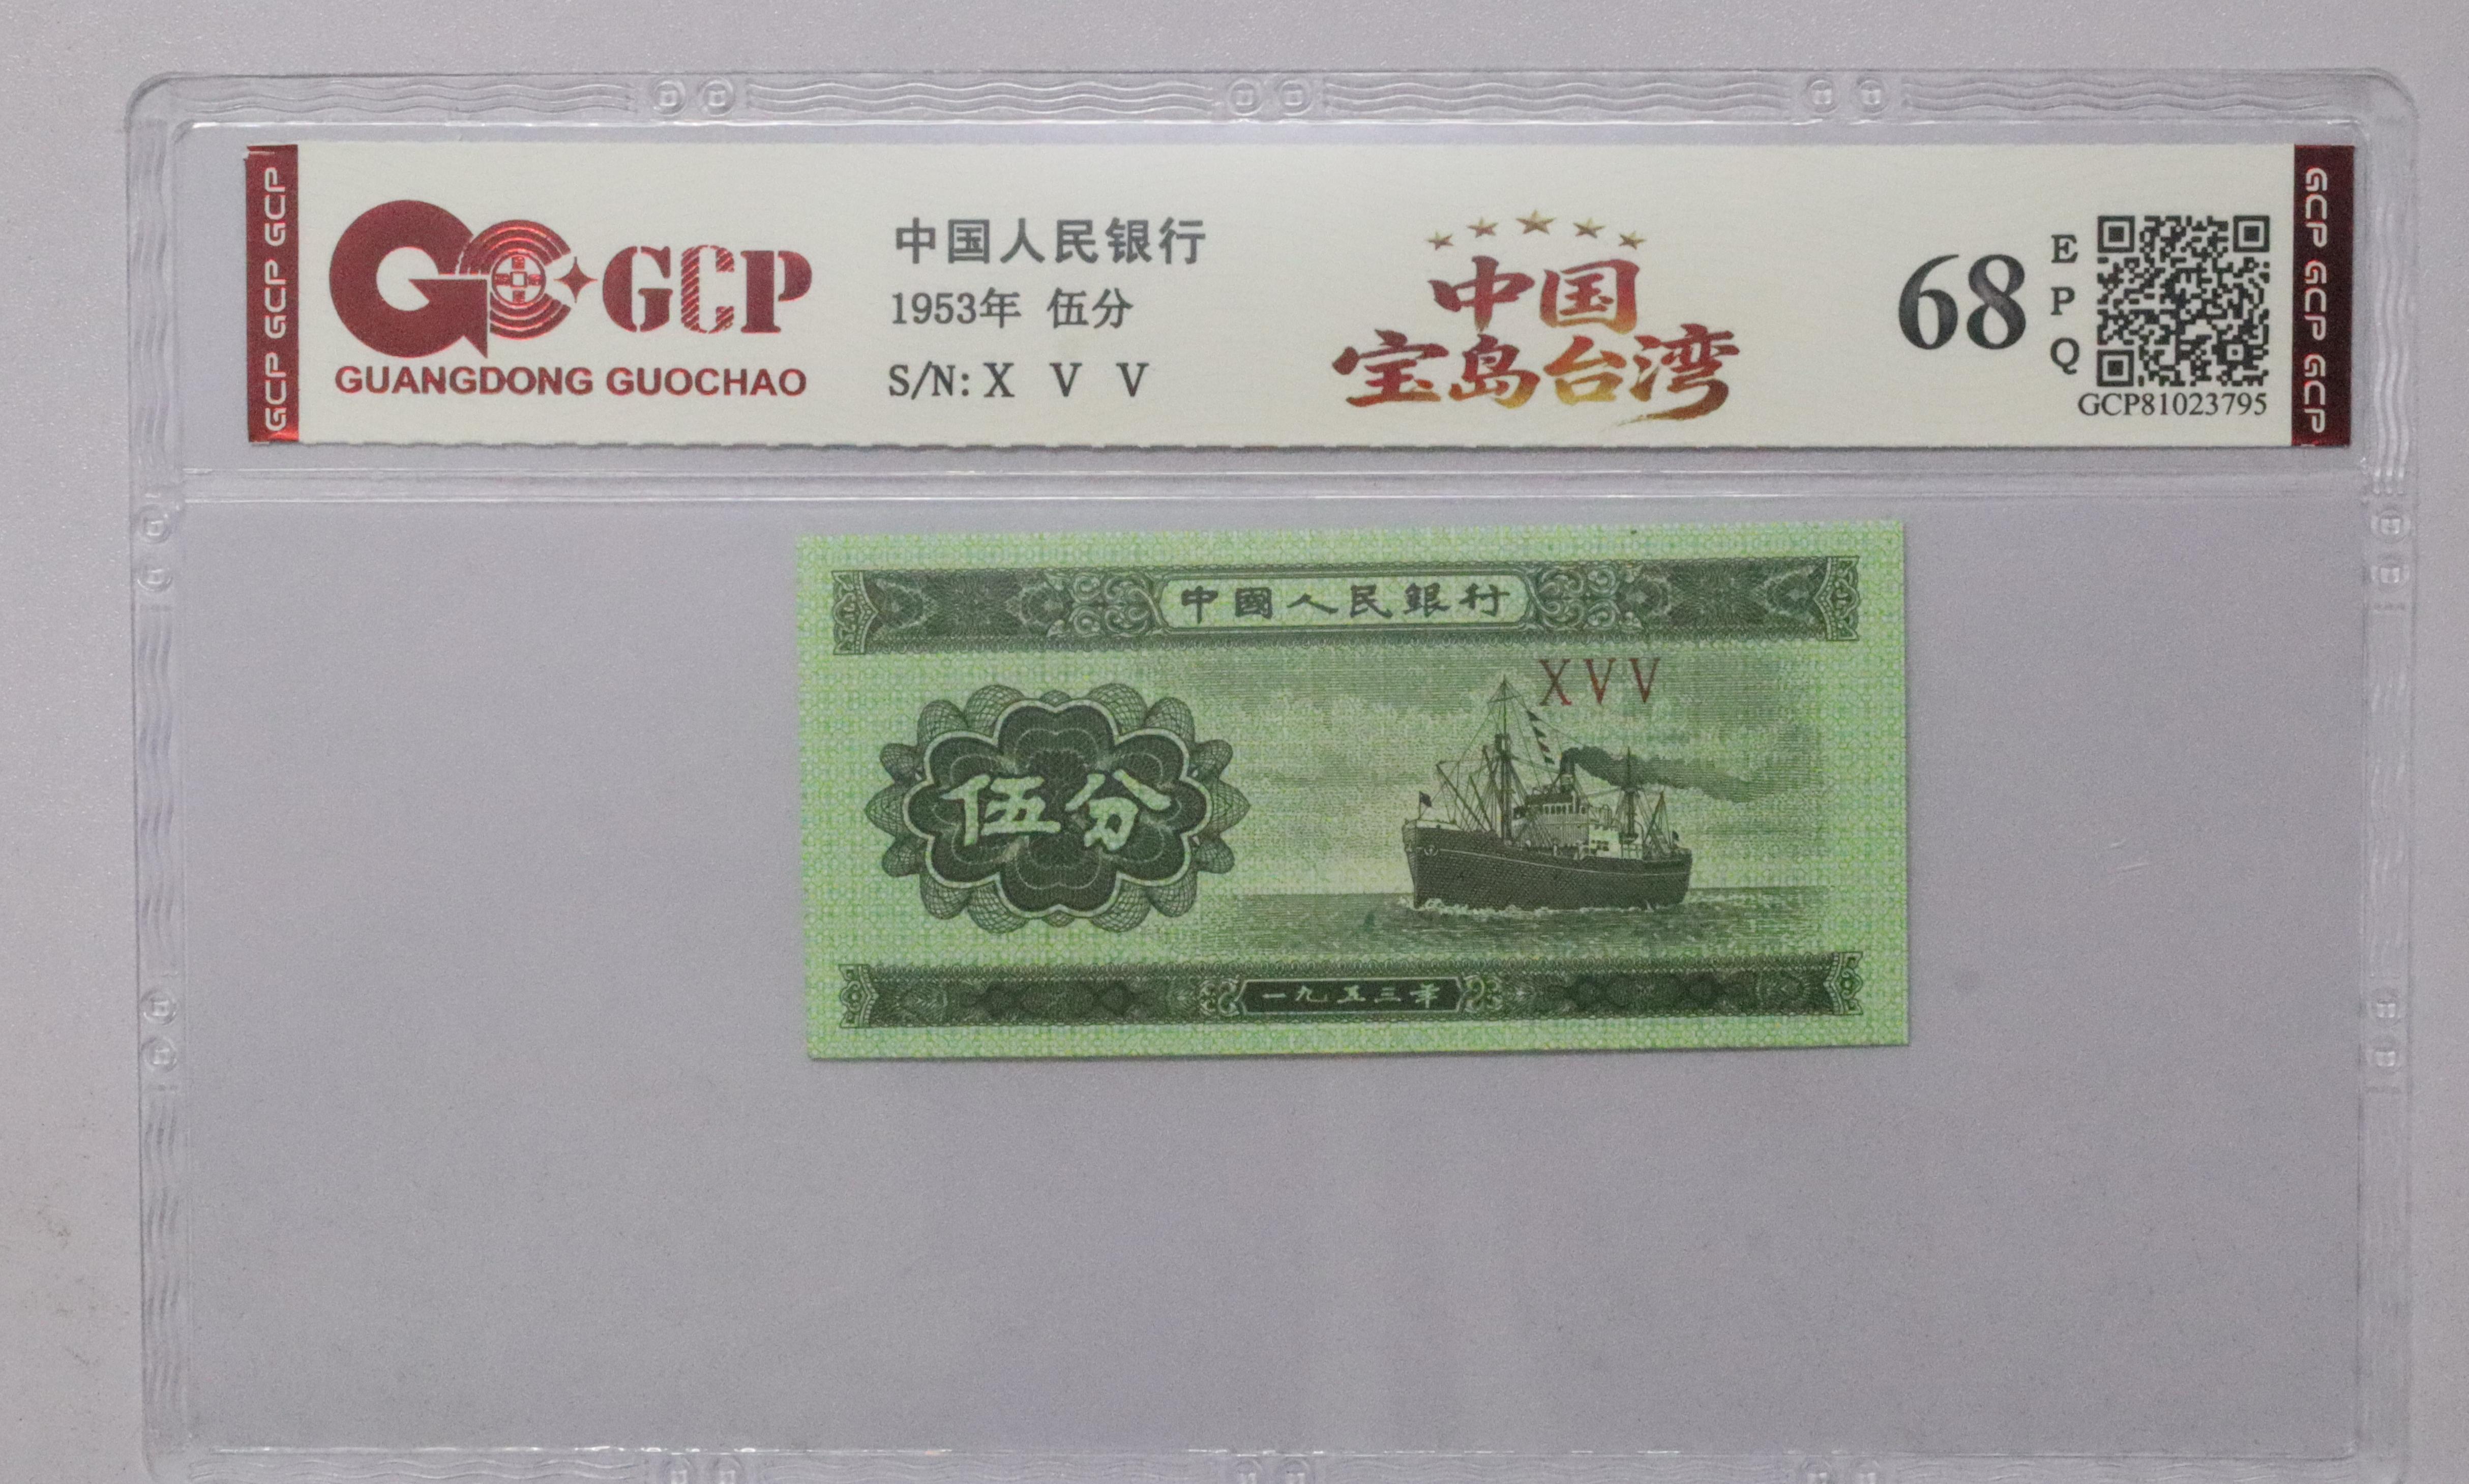 GCP GCP GCP
GCP
GUANGDONG GUOCHAO
中国人民银行
1953年 伍分
S/N: X V V
中国
宝岛台湾
68
E
P
Q
GCP81023795
GCP GCP GCP
中國人民銀行
XVV
伍分
一九五三年